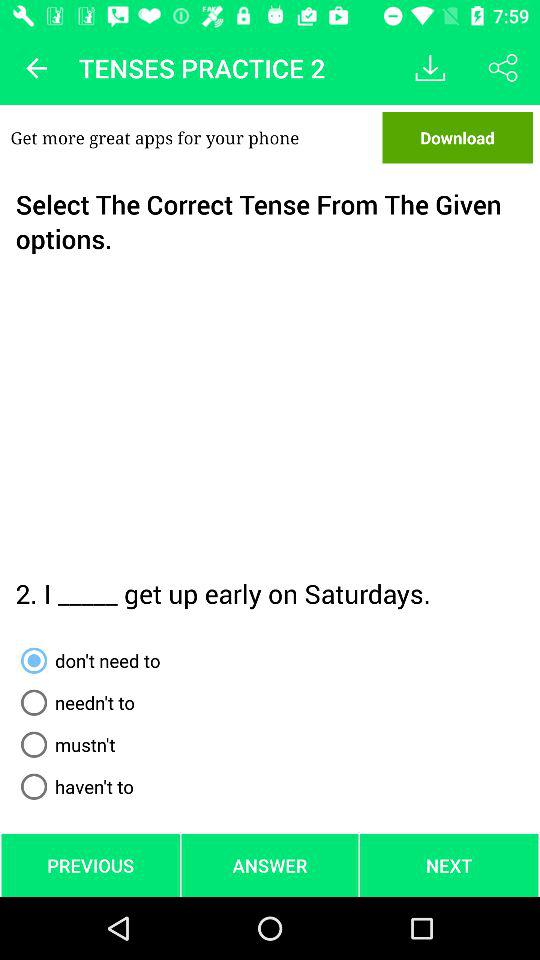 7:59
TENSES PRACTICE 2
Get more great apps for your phone
Download
Select The Correct Tense From The Given
options.
2. I _____ get up early on Saturdays.
don't need to
needn't to
mustn't
haven't to
PREVIOUS
ANSWER
NEXT